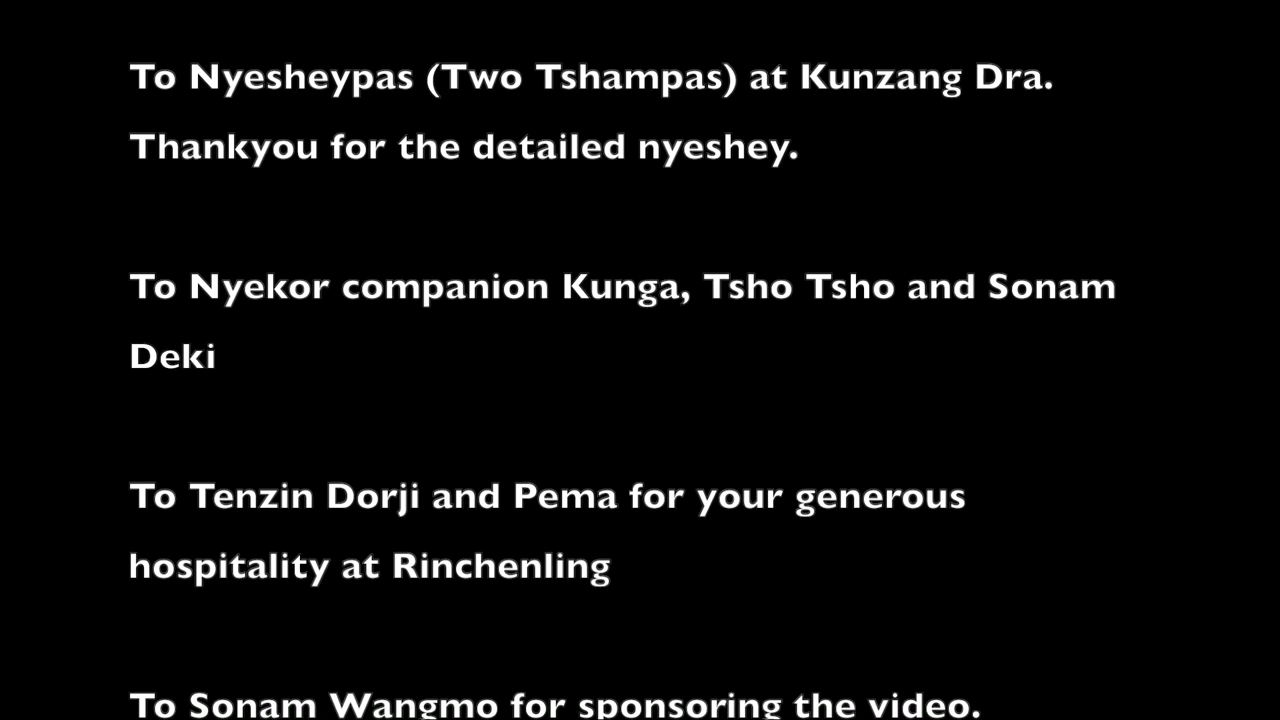 To Nyesheypas (Two Tshampas) at Kunzang Dra.
Thankyou for the detailed nyeshey.
To Nyekor companion Kunga, Tsho Tsho and Sonam
Deki
To Tenzin Dorji and Pema for your generous
hospitality at Rinchenling
To Sonam Wangmo for sponsoring the video.